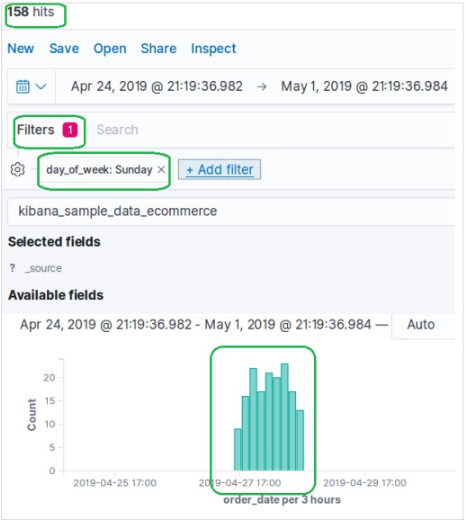 158 hits
New Save Open Share Inspect
Apr 24, 2019 @ 21:19:36.982 → May 1, 2019 @ 21:19:36.984
Filters 1 Search
day_of_week: Sunday × + Add filter
kibana_sample_data_ecommerce
Selected fields
? _source
Available fields
Apr 24, 2019 @ 21:19:36.982 - May 1, 2019 @ 21:19:36.984 — Auto
Count
20
15
10
5
0
2019-04-25 17:00 2019-04-27 17:00 2019-04-29 17:00
order_date per 3 hours